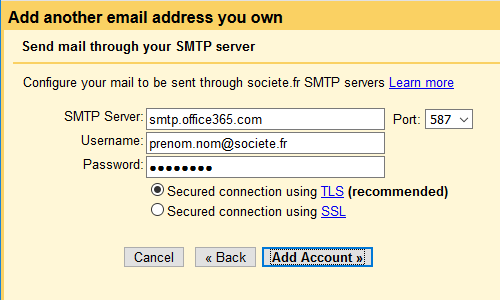 Add another email address you own
Send mail through your SMTP server
Configure your mail to be sent through societe.fr SMTP servers Learn more
SMTP Server: smtp.office365.com Port: 587
Username: prenom.nom@societe.fr
Password: ●●●●●●●●
Secured connection using TLS (recommended)
Secured connection using SSL
Cancel « Back Add Account »